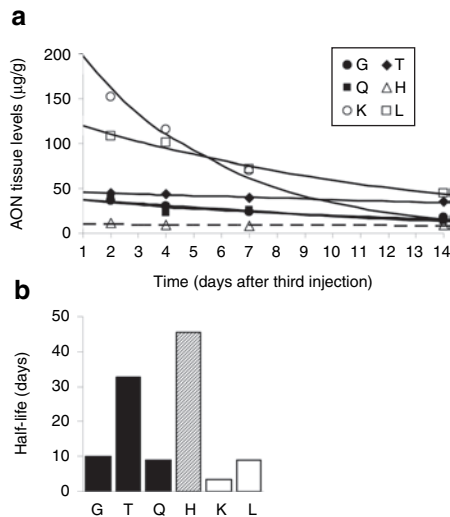 a
AON tissue levels (µg/g)
200
150
100
50
0
G T
Q H
K L
1 2 3 4 5 6 7 8 9 10 11 12 13 14
Time (days after third injection)
b
Half-life (days)
50
40
30
20
10
0
G T Q H K L